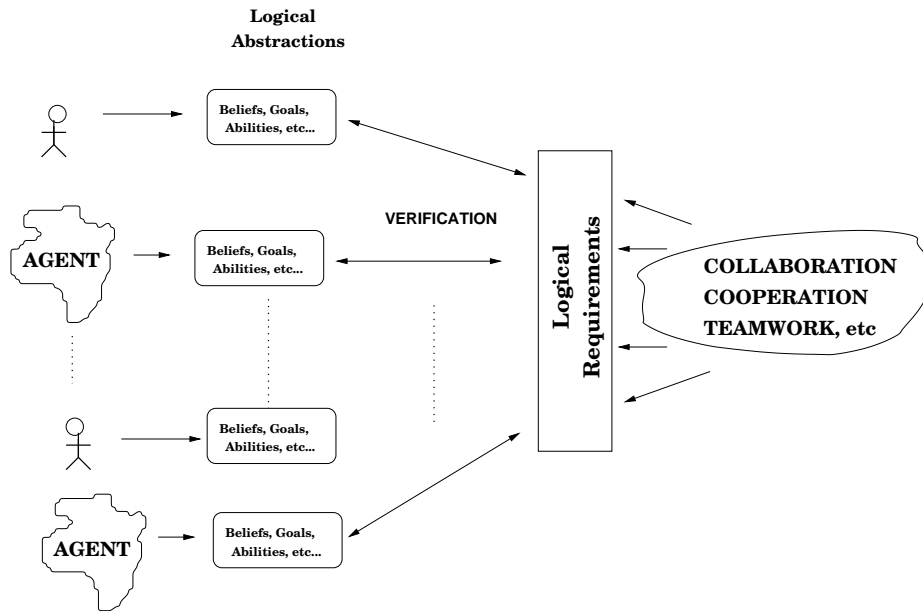 Logical
Abstractions
Beliefs, Goals,
Abilities, etc...
AGENT
Beliefs, Goals,
Abilities, etc...
VERIFICATION
Logical
Requirements
COLLABORATION
COOPERATION
TEAMWORK, etc
Beliefs, Goals,
Abilities, etc...
AGENT
Beliefs, Goals,
Abilities, etc...